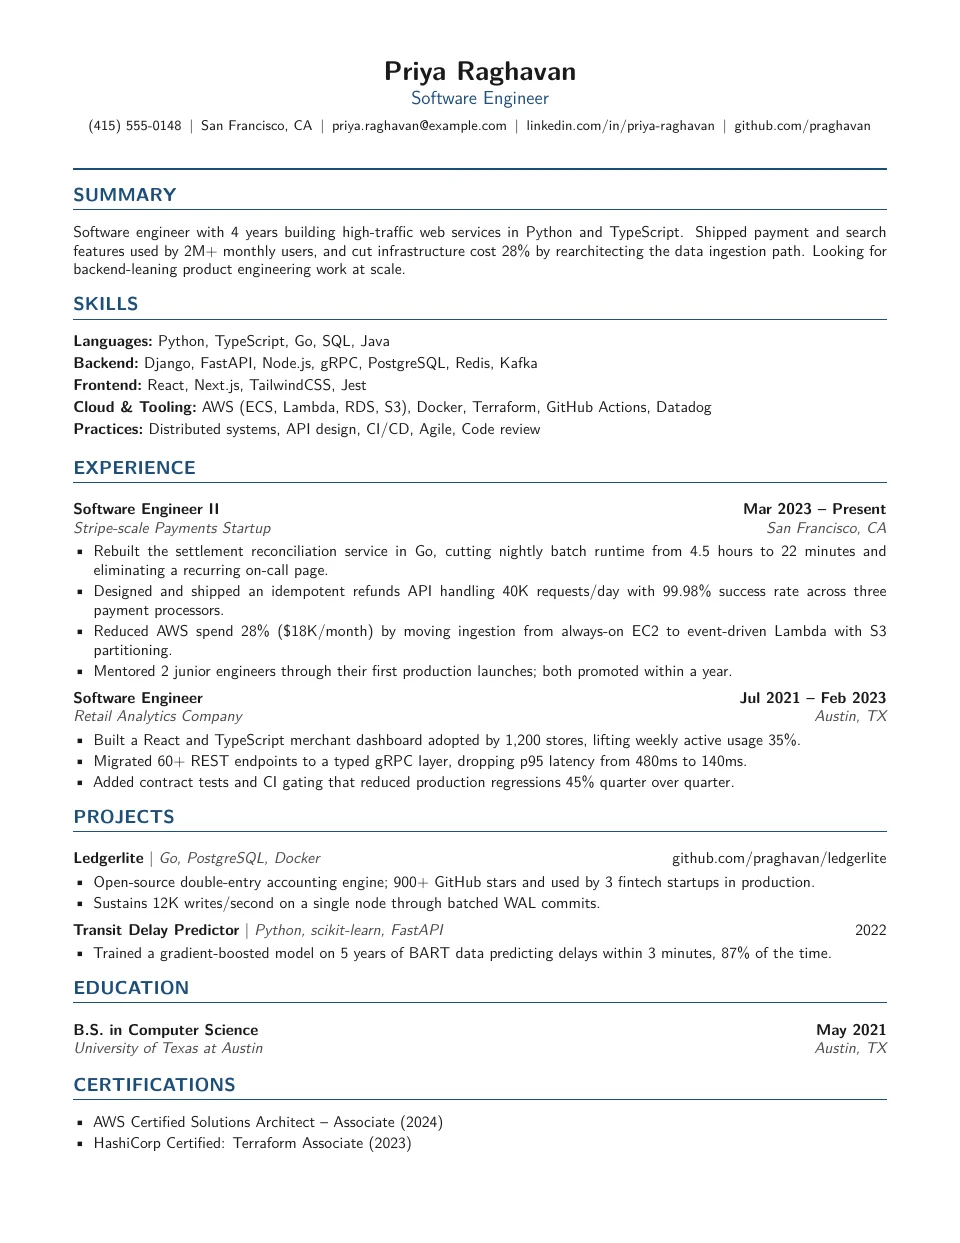 Priya Raghavan
Software Engineer
(415) 555-0148 | San Francisco, CA | priya.raghavan@example.com | linkedin.com/in/priya-raghavan | github.com/praghavan
SUMMARY
Software engineer with 4 years building high-traffic web services in Python and TypeScript. Shipped payment and search
features used by 2M+ monthly users, and cut infrastructure cost 28% by rearchitecting the data ingestion path. Looking for
backend-leaning product engineering work at scale.
SKILLS
Languages: Python, TypeScript, Go, SQL, Java
Backend: Django, FastAPI, Node.js, gRPC, PostgreSQL, Redis, Kafka
Frontend: React, Next.js, TailwindCSS, Jest
Cloud & Tooling: AWS (ECS, Lambda, RDS, S3), Docker, Terraform, GitHub Actions, Datadog
Practices: Distributed systems, API design, CI/CD, Agile, Code review
EXPERIENCE
Software Engineer II Mar 2023 – Present
Stripe-scale Payments Startup San Francisco, CA
▪ Rebuilt the settlement reconciliation service in Go, cutting nightly batch runtime from 4.5 hours to 22 minutes and
eliminating a recurring on-call page.
▪ Designed and shipped an idempotent refunds API handling 40K requests/day with 99.98% success rate across three
payment processors.
▪ Reduced AWS spend 28% ($18K/month) by moving ingestion from always-on EC2 to event-driven Lambda with S3
partitioning.
▪ Mentored 2 junior engineers through their first production launches; both promoted within a year.
Software Engineer Jul 2021 – Feb 2023
Retail Analytics Company Austin, TX
▪ Built a React and TypeScript merchant dashboard adopted by 1,200 stores, lifting weekly active usage 35%.
▪ Migrated 60+ REST endpoints to a typed gRPC layer, dropping p95 latency from 480ms to 140ms.
▪ Added contract tests and CI gating that reduced production regressions 45% quarter over quarter.
PROJECTS
Ledgerlite | Go, PostgreSQL, Docker github.com/praghavan/ledgerlite
▪ Open-source double-entry accounting engine; 900+ GitHub stars and used by 3 fintech startups in production.
▪ Sustains 12K writes/second on a single node through batched WAL commits.
Transit Delay Predictor | Python, scikit-learn, FastAPI 2022
▪ Trained a gradient-boosted model on 5 years of BART data predicting delays within 3 minutes, 87% of the time.
EDUCATION
B.S. in Computer Science May 2021
University of Texas at Austin Austin, TX
CERTIFICATIONS
▪ AWS Certified Solutions Architect – Associate (2024)
▪ HashiCorp Certified: Terraform Associate (2023)